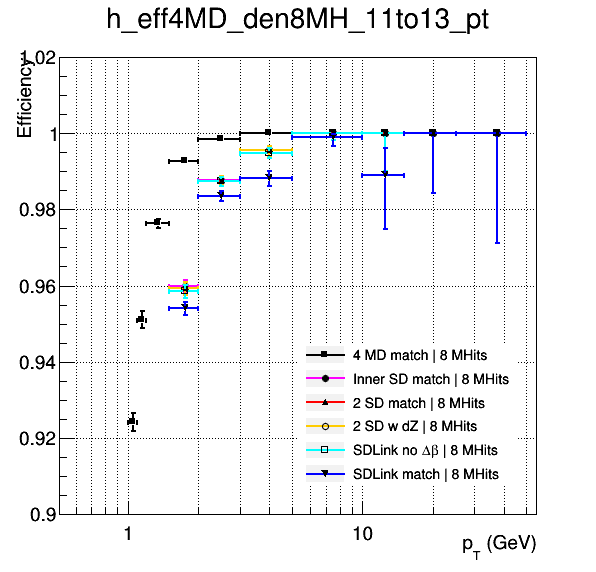 h_eff4MD_den8MH_11to13_pt
Efficiency
1.02
1
0.98
0.96
0.94
0.92
0.9
4 MD match | 8 MHits
Inner SD match | 8 MHits
2 SD match | 8 MHits
2 SD w dZ | 8 MHits
SDLink no Δβ | 8 MHits
SDLink match | 8 MHits
1
10
p_T (GeV)